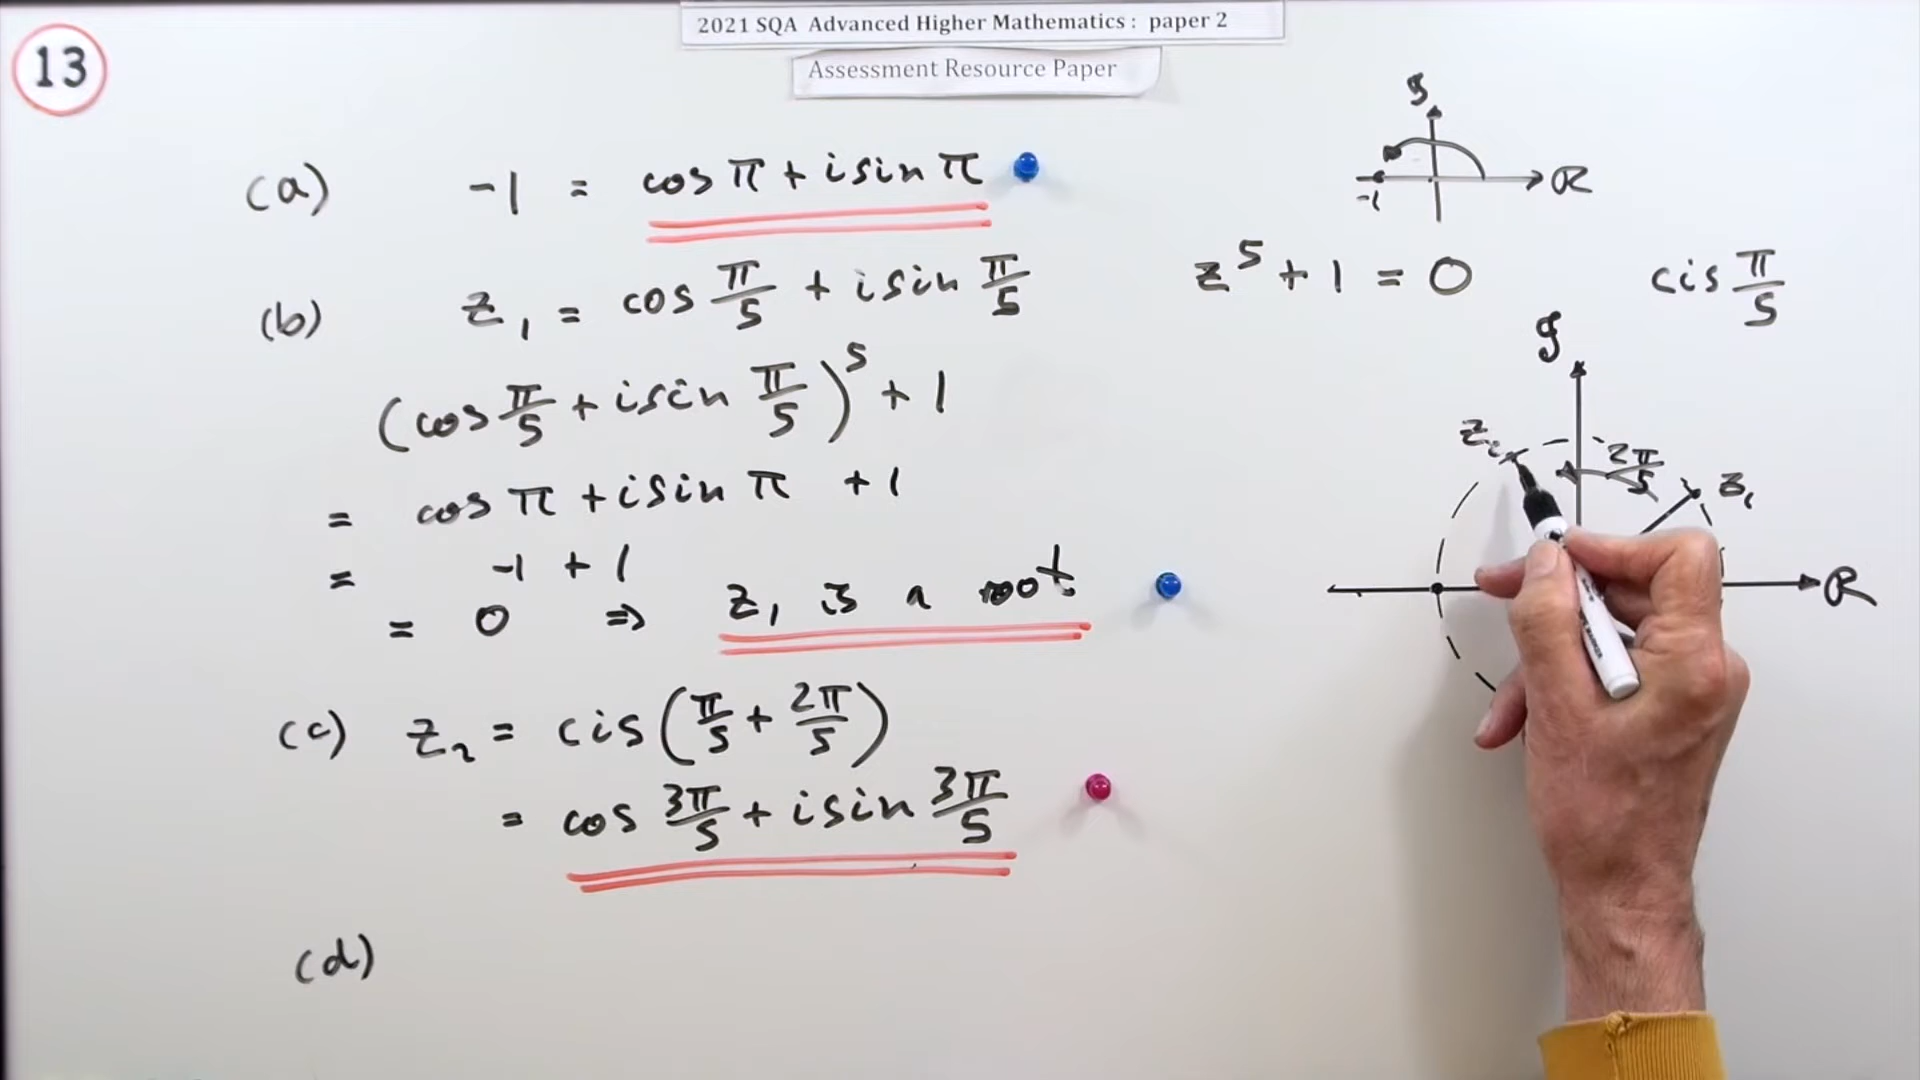 2021 SQA Advanced Higher Mathematics : paper 2
Assessment Resource Paper
13
(a) -1 = cos π + i sin π
(b) z₁ = cos π/5 + i sin π/5
(cos π/5 + i sin π/5)⁵ + 1
= cos π + i sin π + 1
= -1 + 1
= 0 ⇒ z₁ is a root
(c) z₂ = cis(π/5 + 2π/5)
= cos 3π/5 + i sin 3π/5
(d)
ℑ
ℛ
-1
z⁵ + 1 = 0
cis π/5
ℑ
z₂
2π/5
z₁
ℛ